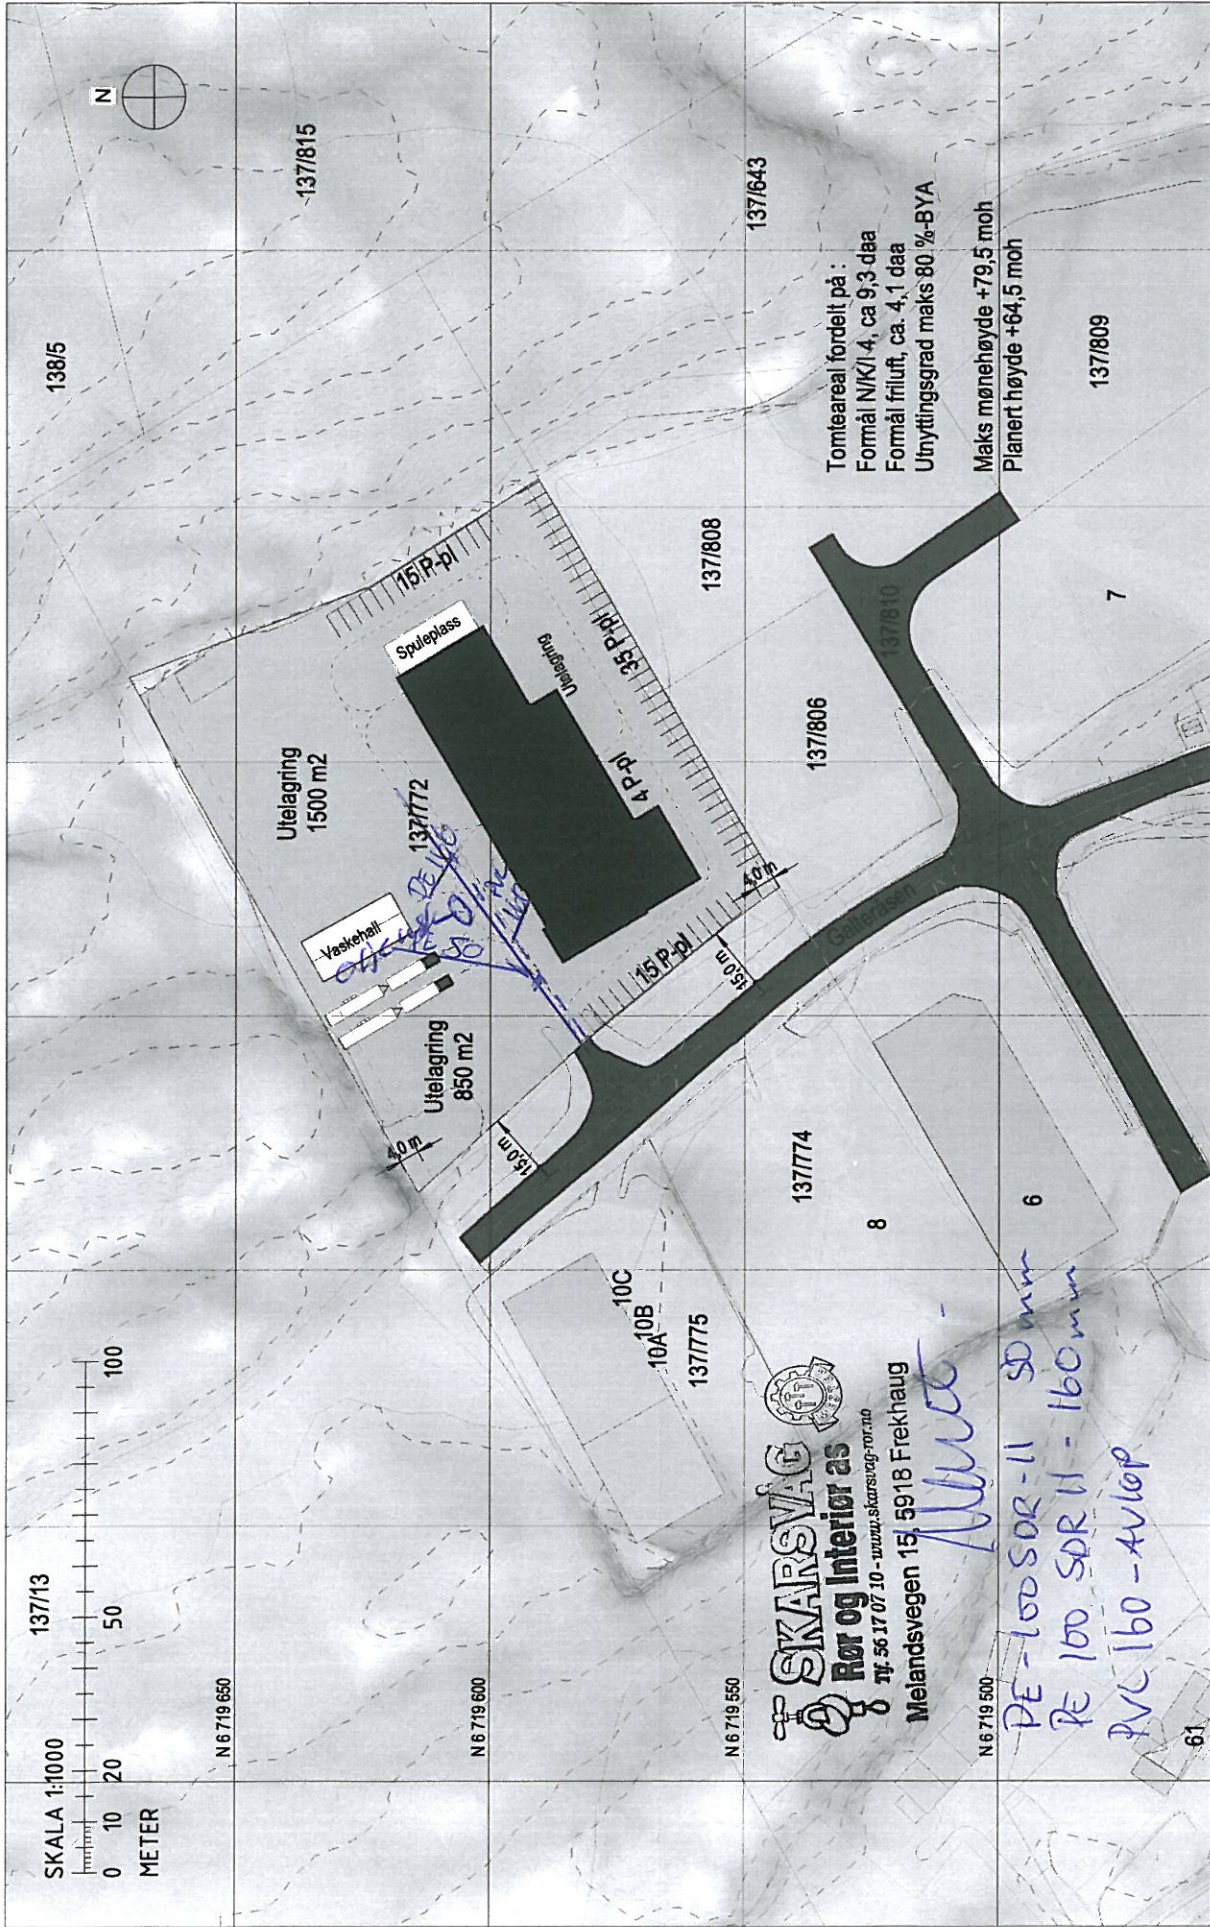 SKALA 1:1000
0 10 20 50 100
METER
137/13
138/5
N
137/815
N 6 719 650
N 6 719 600
N 6 719 550
N 6 719 500
Utelagring
1500 m2
Vaskehall
137/772
Utelagring
850 m2
Spuleplass
15 P-pl
Utelagring
35 P-pl
4 P-pl
15 P-pl
4,0 m
15,0 m
4,0 m
15,0 m
DE
50
PVC
137/643
137/808
137/806
137/810
137/809
7
Tomteareal fordelt på :
Formål N/K/I-4, ca 9,3 daa
Formål friluft, ca. 4,1 daa
Utnyttingsgrad maks 80 %-BYA
Maks mønehøyde +79,5 moh
Planert høyde +64,5 moh
137/774
8
6
10C
10B
10A
137/775
61
SKARSVÅG
Rør og Interiør as
Tlf. 56 17 07 10 - www.skarsvag-ror.no
Melandsvegen 15, 5918 Frekhaug
PE-100 SDR-11 50 mm
PE 100 SDR 11 - 160 mm
PVC 160 - AVløp